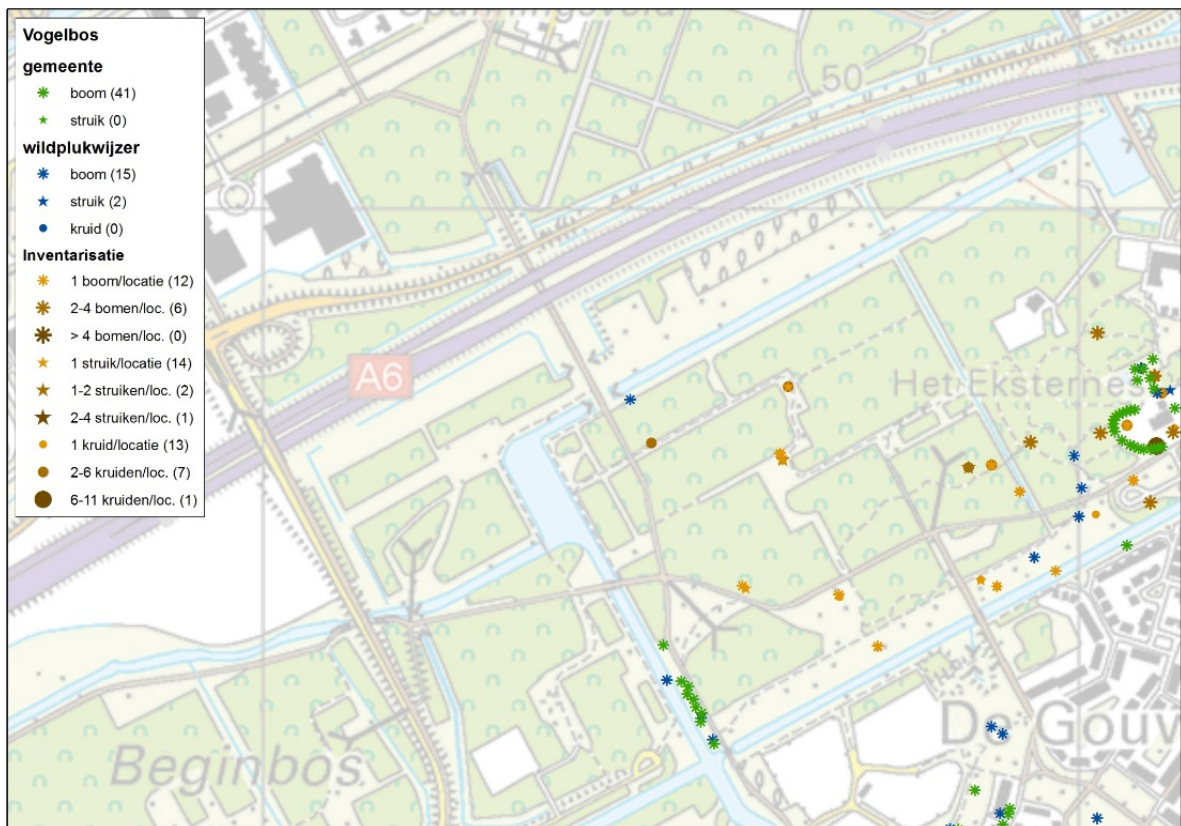 Spanningsveld
Vogelbos
gemeente
boom (41)
struik (0)
wildplukwijzer
boom (15)
struik (2)
kruid (0)
Inventarisatie
1 boom/locatie (12)
2-4 bomen/loc. (6)
> 4 bomen/loc. (0)
1 struik/locatie (14)
1-2 struiken/loc. (2)
2-4 struiken/loc. (1)
1 kruid/locatie (13)
2-6 kruiden/loc. (7)
6-11 kruiden/loc. (1)
50
A6
Het Eksternes
De Gouw
Beginbos